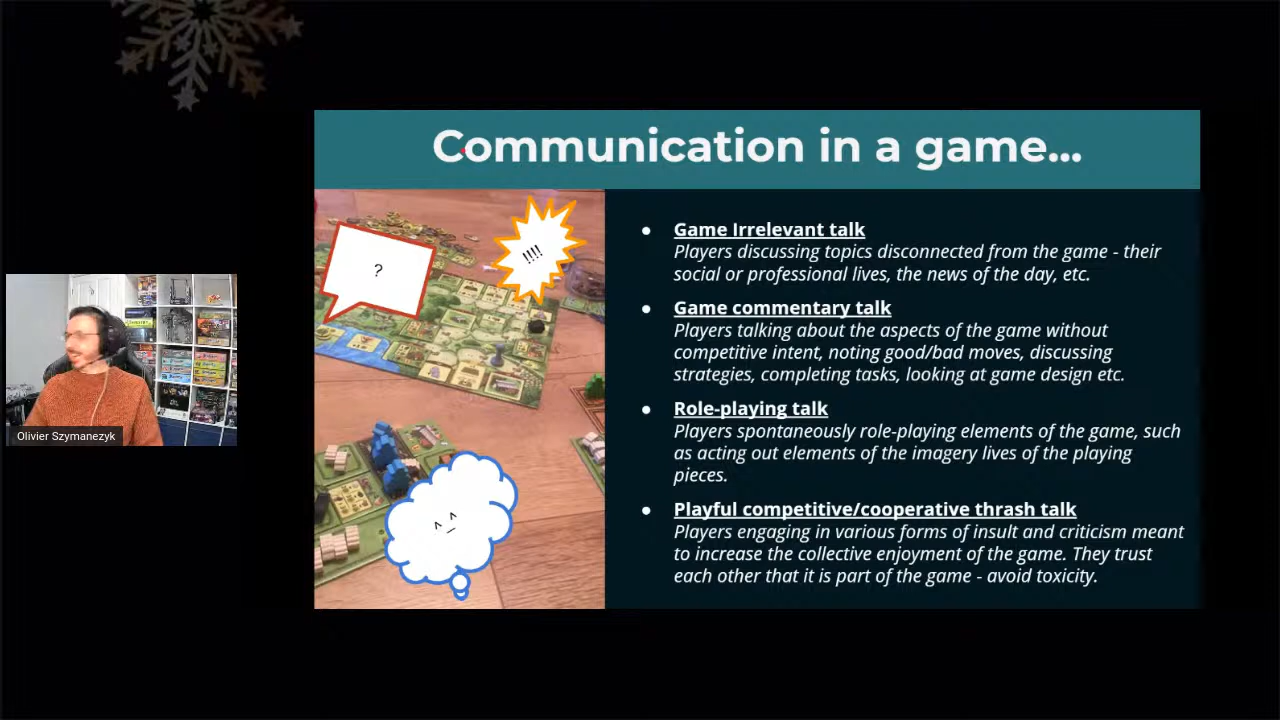 Communication in a game...
?
!!!!
^_^
● Game Irrelevant talk
Players discussing topics disconnected from the game - their
social or professional lives, the news of the day, etc.
● Game commentary talk
Players talking about the aspects of the game without
competitive intent, noting good/bad moves, discussing
strategies, completing tasks, looking at game design etc.
● Role-playing talk
Players spontaneously role-playing elements of the game, such
as acting out elements of the imagery lives of the playing
pieces.
● Playful competitive/cooperative thrash talk
Players engaging in various forms of insult and criticism meant
to increase the collective enjoyment of the game. They trust
each other that it is part of the game - avoid toxicity.
Olivier Szymanezyk